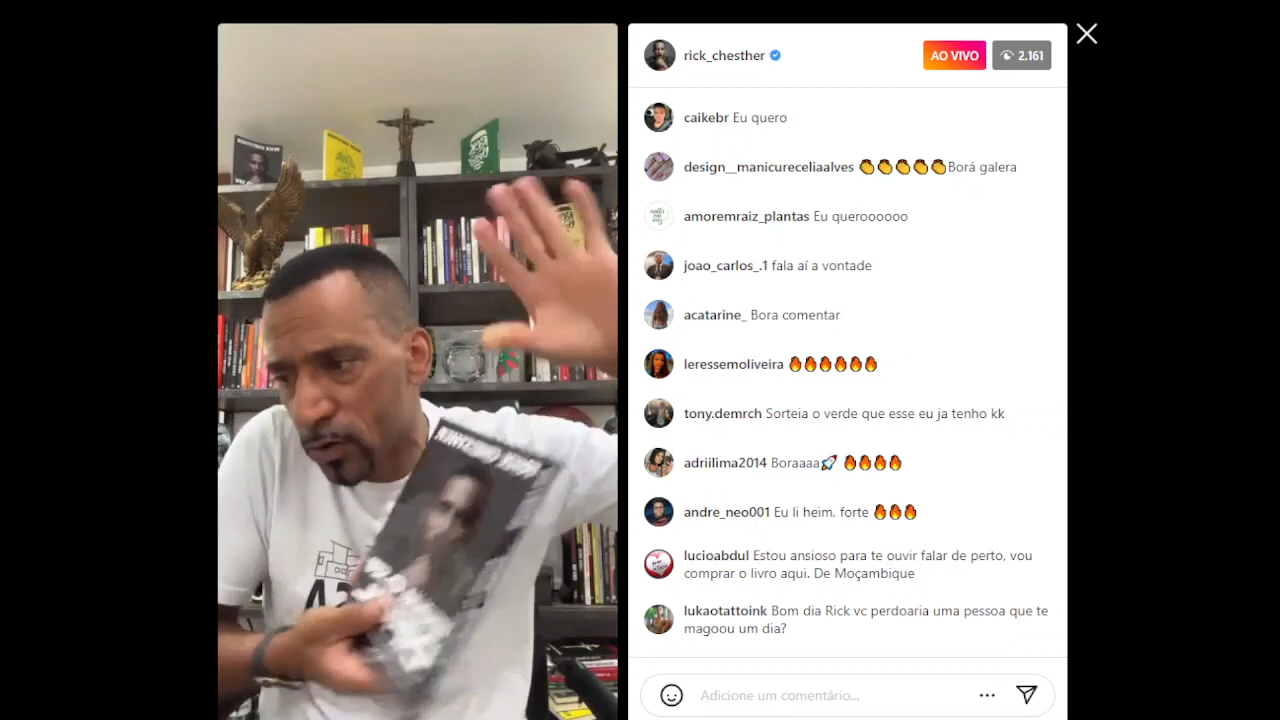 rick_chesther
AO VIVO
2.161
caikebr Eu quero
design__manicureceliaalves 👏👏👏👏👏Borá galera
amoremraiz_plantas Eu queroooooo
joao_carlos_.1 fala aí a vontade
acatarine_ Bora comentar
leressemoliveira 🔥🔥🔥🔥🔥🔥
tony.demrch Sorteia o verde que esse eu ja tenho kk
adriilima2014 Boraaaa🚀 🔥🔥🔥🔥
andre_neo001 Eu li heim, forte 🔥🔥🔥
lucioabdul Estou ansioso para te ouvir falar de perto, vou
comprar o livro aqui. De Moçambique
lukaotattoink Bom dia Rick vc perdoaria uma pessoa que te
magoou um dia?
Adicione um comentário...